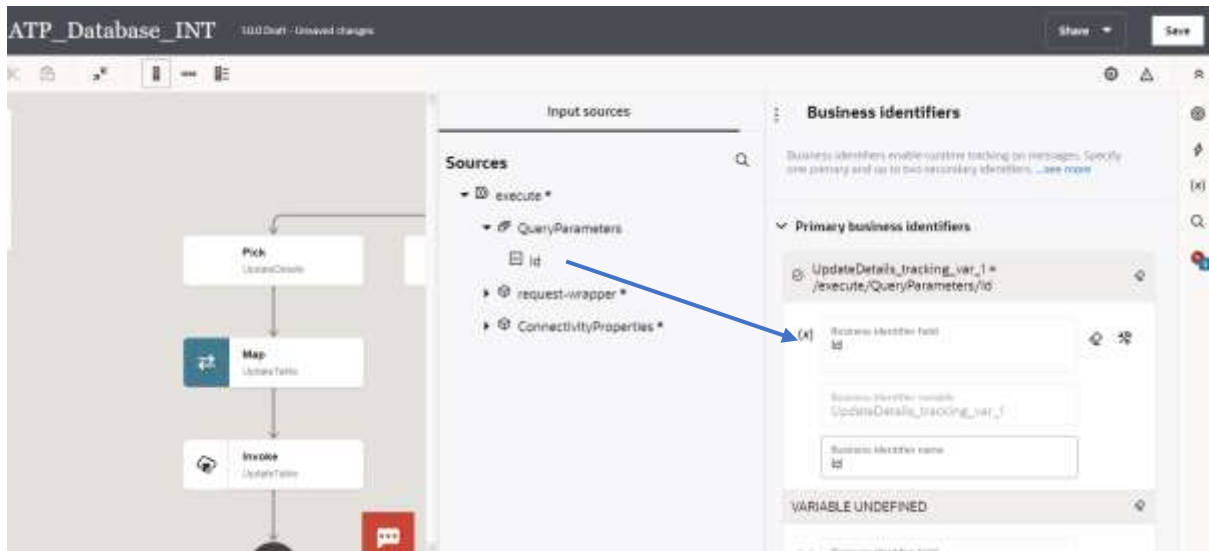 ATP_Database_INT
1.0.0 Draft - Unsaved changes
Share
Save
Input sources
Sources
execute *
QueryParameters
Id
request-wrapper *
ConnectivityProperties *
Pick
UpdateDetails
Map
UpdateTable
Invoke
UpdateTable
Business identifiers
Business identifiers enable runtime tracking on messages. Specify
one primary and up to two secondary identifiers. ...see more
Primary business identifiers
UpdateDetails_tracking_var_1 =
/execute/QueryParameters/Id
(x)
Business identifier field
Id
Business identifier variable
UpdateDetails_tracking_var_1
Business identifier name
Id
VARIABLE UNDEFINED
(x)